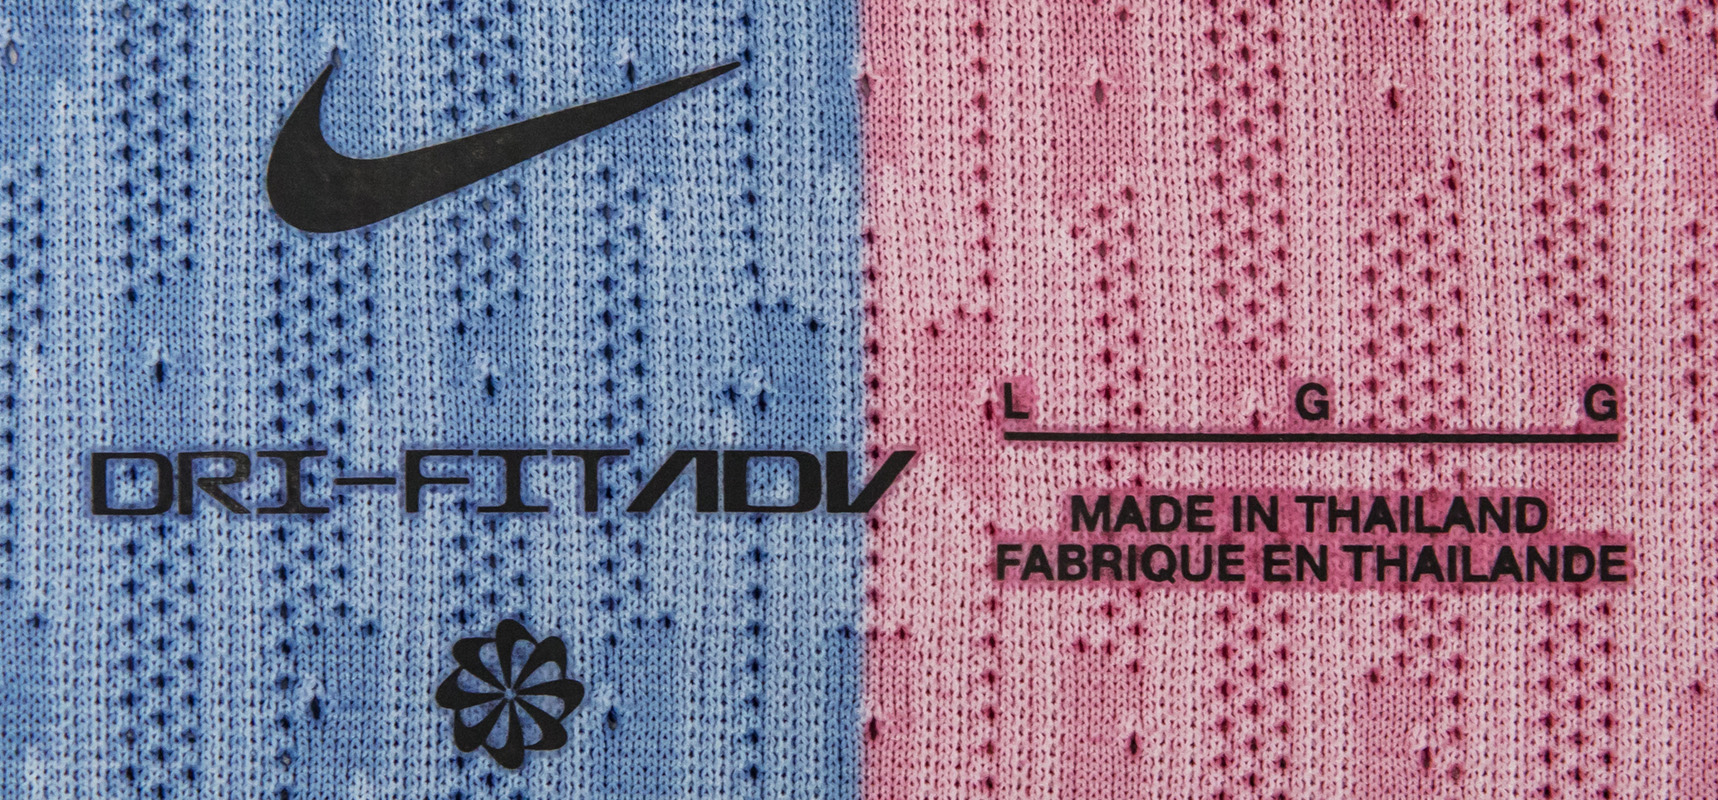 DRI-FIT ADV
L G G
MADE IN THAILAND
FABRIQUE EN THAILANDE